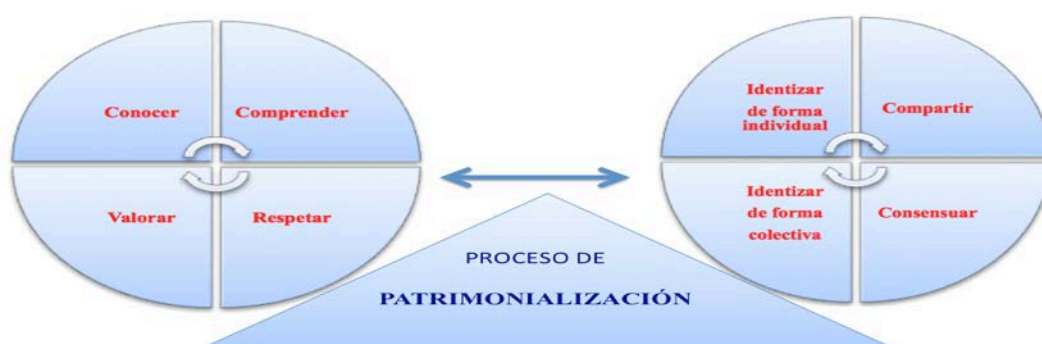 Conocer
Comprender
Valorar
Respetar
Identizar
de forma
individual
Compartir
Identizar
de forma
colectiva
Consensuar
PROCESO DE
PATRIMONIALIZACIÓN